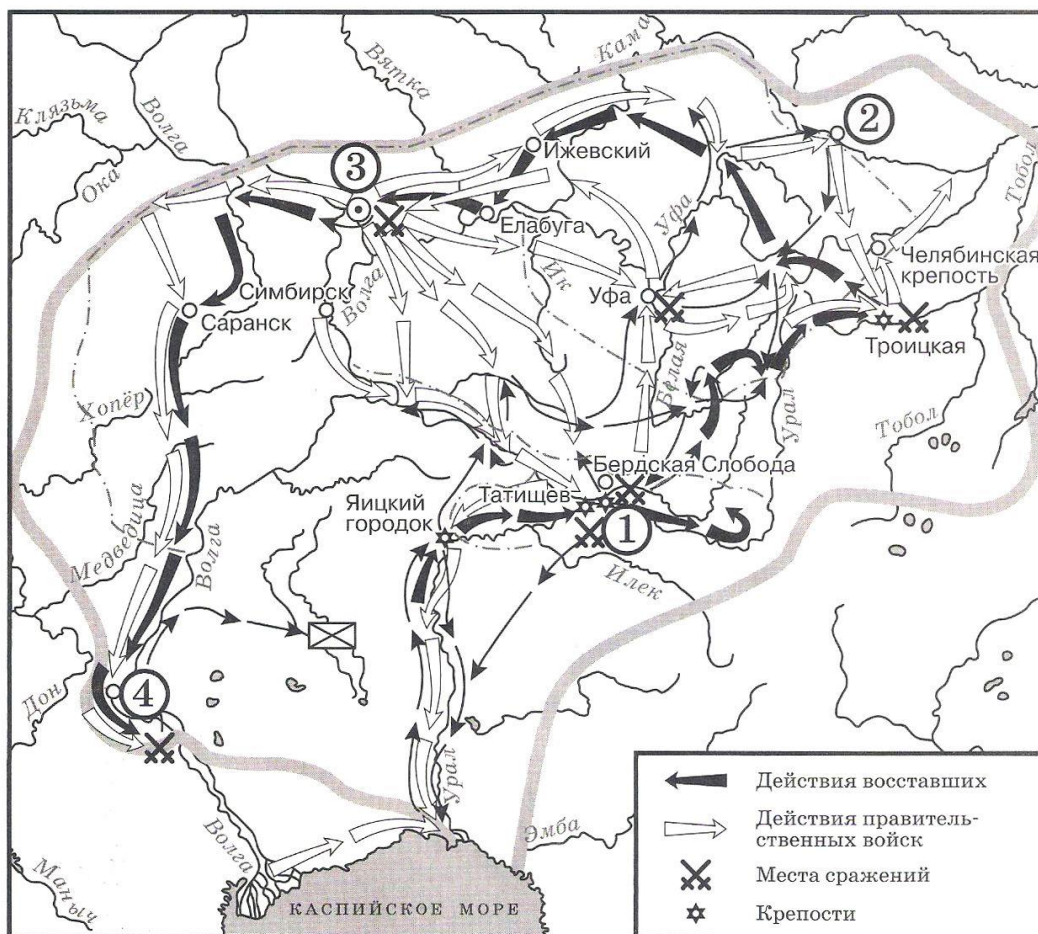 Клязьма
Волга
Вятка
Кама
2
Ока
3
Ижевский
Тобол
Елабуга
Уфа
Челябинская
крепость
Волга
Ик
Симбирск
Саранск
Уфа
Троицкая
Белая
Хопёр
Урал
Тобол
Бердская Слобода
Татищев
Яицкий
городок
1
Медведица
Волга
Илек
Дон
4
Урал
Эмба
Волга
Маныч
КАСПИЙСКОЕ МОРЕ
Действия восставших
Действия правитель-
ственных войск
Места сражений
Крепости